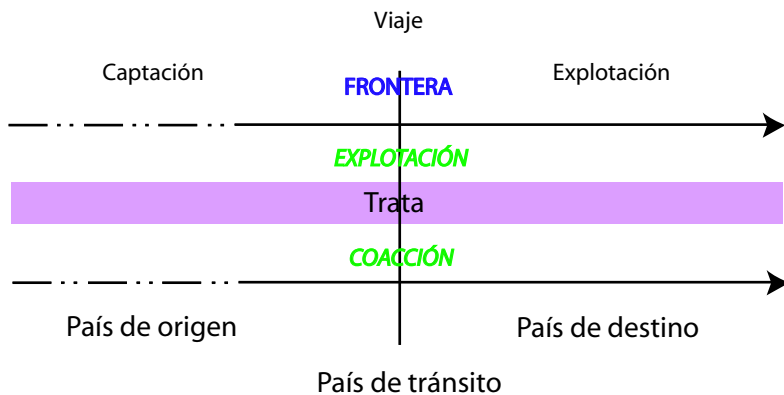 Viaje
Captación
Explotación
FRONTERA
EXPLOTACIÓN
Trata
COACCIÓN
País de origen
País de destino
País de tránsito